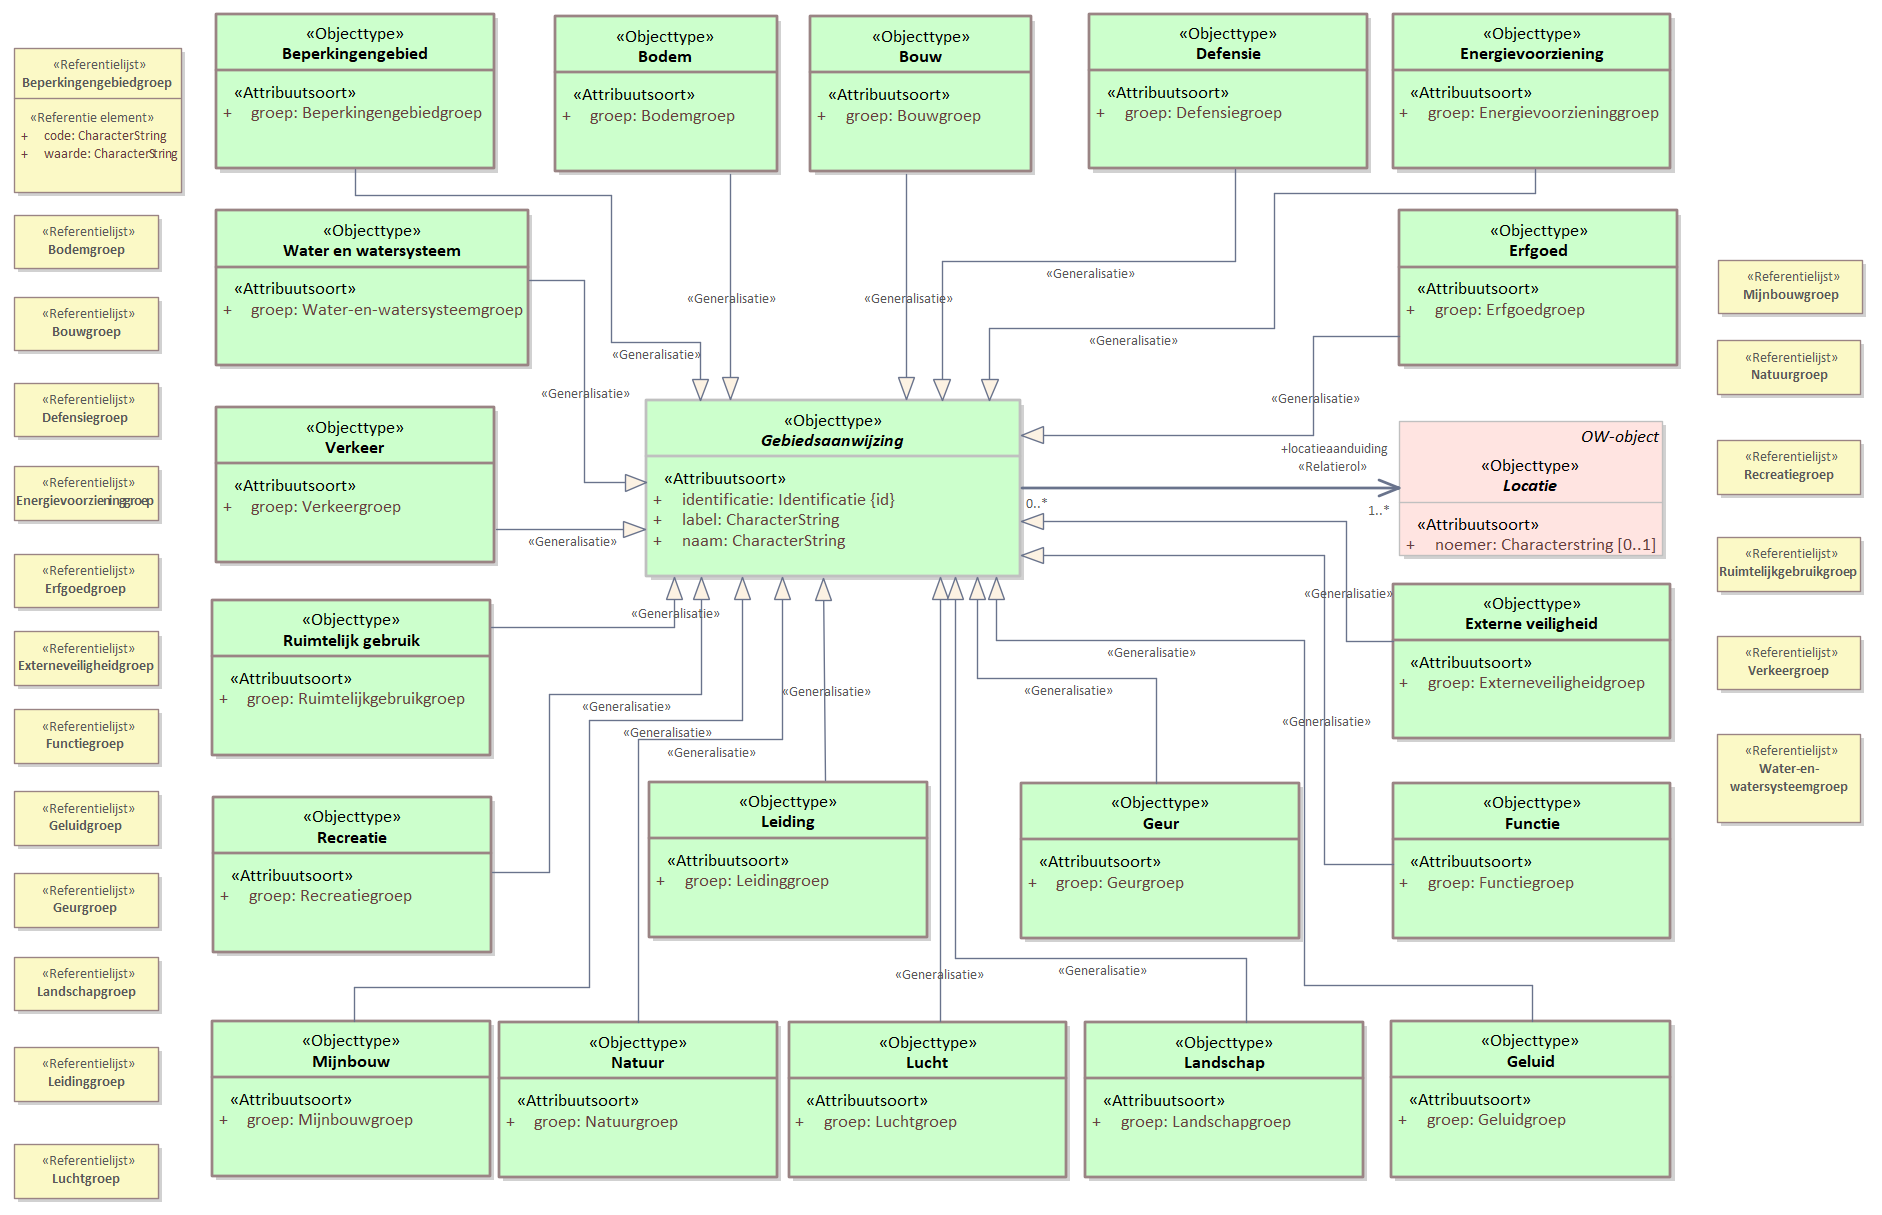 «Referentielijst»
Beperkingengebiedgroep
«Referentie element»
+ code: CharacterString
+ waarde: CharacterString
«Referentielijst»
Bodemgroep
«Referentielijst»
Bouwgroep
«Referentielijst»
Defensiegroep
«Referentielijst»
Energievoorzieninggroep
«Referentielijst»
Erfgoedgroep
«Referentielijst»
Externeveiligheidgroep
«Referentielijst»
Functiegroep
«Referentielijst»
Geluidgroep
«Referentielijst»
Geurgroep
«Referentielijst»
Landschapgroep
«Referentielijst»
Leidinggroep
«Referentielijst»
Luchtgroep
«Objecttype»
Beperkingengebied
«Attribuutsoort»
+ groep: Beperkingengebiedgroep
«Objecttype»
Bodem
«Attribuutsoort»
+ groep: Bodemgroep
«Objecttype»
Bouw
«Attribuutsoort»
+ groep: Bouwgroep
«Objecttype»
Defensie
«Attribuutsoort»
+ groep: Defensiegroep
«Objecttype»
Energievoorziening
«Attribuutsoort»
+ groep: Energievoorzieninggroep
«Objecttype»
Water en watersysteem
«Attribuutsoort»
+ groep: Water-en-watersysteemgroep
«Objecttype»
Erfgoed
«Attribuutsoort»
+ groep: Erfgoedgroep
«Generalisatie»
«Generalisatie»
«Generalisatie»
«Generalisatie»
«Generalisatie»
«Generalisatie»
«Generalisatie»
«Objecttype»
Verkeer
«Attribuutsoort»
+ groep: Verkeergroep
«Generalisatie»
«Objecttype»
Gebiedsaanwijzing
«Attribuutsoort»
+ identificatie: Identificatie {id}
+ label: CharacterString
+ naam: CharacterString
+locatieaanduiding
«Relatierol»
0..*
1..*
OW-object
«Objecttype»
Locatie
«Attribuutsoort»
+ noemer: Characterstring [0..1]
«Objecttype»
Ruimtelijk gebruik
«Attribuutsoort»
+ groep: Ruimtelijkgebruikgroep
«Generalisatie»
«Generalisatie»
«Generalisatie»
«Generalisatie»
«Generalisatie»
«Generalisatie»
«Generalisatie»
«Generalisatie»
«Generalisatie»
«Objecttype»
Externe veiligheid
«Attribuutsoort»
+ groep: Externeveiligheidgroep
«Objecttype»
Recreatie
«Attribuutsoort»
+ groep: Recreatiegroep
«Objecttype»
Leiding
«Attribuutsoort»
+ groep: Leidinggroep
«Objecttype»
Geur
«Attribuutsoort»
+ groep: Geurgroep
«Objecttype»
Functie
«Attribuutsoort»
+ groep: Functiegroep
«Generalisatie»
«Generalisatie»
«Objecttype»
Mijnbouw
«Attribuutsoort»
+ groep: Mijnbouwgroep
«Objecttype»
Natuur
«Attribuutsoort»
+ groep: Natuurgroep
«Objecttype»
Lucht
«Attribuutsoort»
+ groep: Luchtgroep
«Objecttype»
Landschap
«Attribuutsoort»
+ groep: Landschapgroep
«Objecttype»
Geluid
«Attribuutsoort»
+ groep: Geluidgroep
«Referentielijst»
Mijnbouwgroep
«Referentielijst»
Natuurgroep
«Referentielijst»
Recreatiegroep
«Referentielijst»
Ruimtelijkgebruikgroep
«Referentielijst»
Verkeergroep
«Referentielijst»
Water-en-
watersysteemgroep